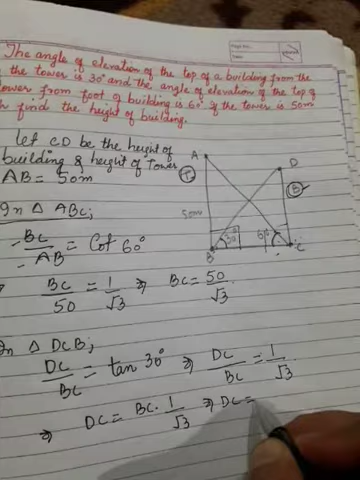 The angle of elevation of the top of a building from the
the tower is 30° and the angle of elevation of the top of
tower from foot of building is 60° if the tower is 50m
find the height of building.
let CD be the height of
building & height of Tower
AB = 50m
In Δ ABC;
BC/AB = Cot 60°
BC/50 = 1/√3 ⇒ BC = 50/√3
In Δ DCB;
DC/BC = tan 30° ⇒ DC/BC = 1/√3
⇒ DC = BC · 1/√3 ⇒ DC =
A
D
T
B
50m
30°
60°
B
C